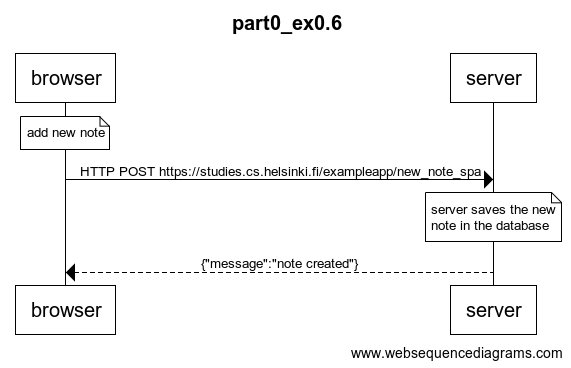 part0_ex0.6
browser
server
add new note
HTTP POST https://studies.cs.helsinki.fi/exampleapp/new_note_spa
server saves the new
note in the database
{"message":"note created"}
browser
server
www.websequencediagrams.com